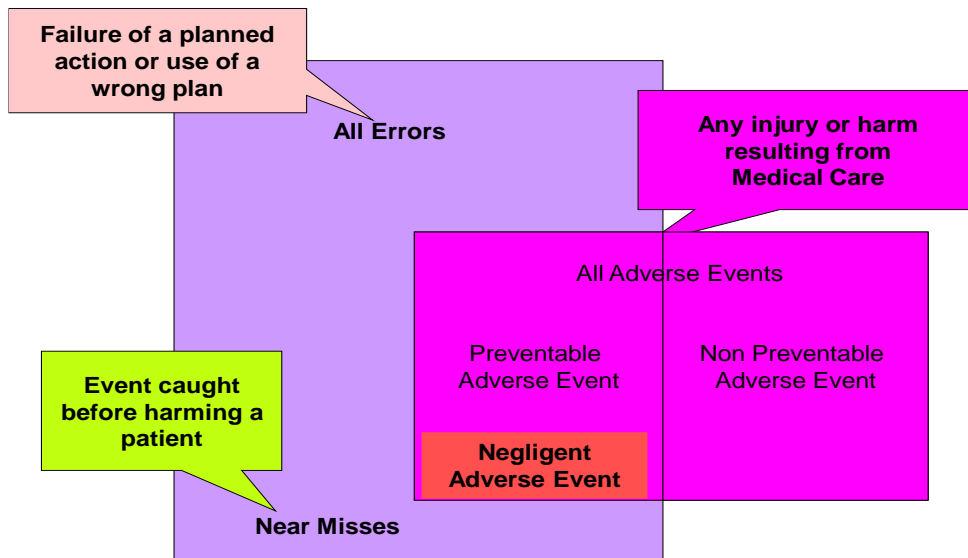 Failure of a planned
action or use of a
wrong plan
All Errors
Any injury or harm
resulting from
Medical Care
All Adverse Events
Preventable
Adverse Event
Non Preventable
Adverse Event
Event caught
before harming a
patient
Negligent
Adverse Event
Near Misses